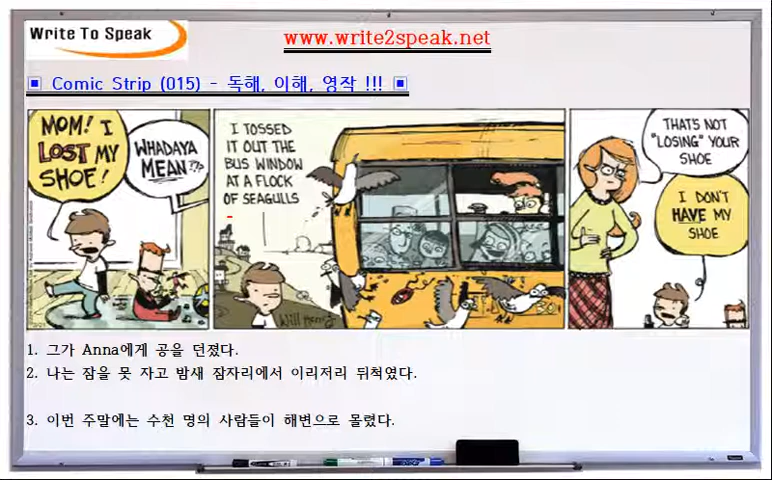 Write To Speak
www.write2speak.net
▣ Comic Strip (015) - 독해, 이해, 영작 !!! ▣
MOM! I
LOST MY
SHOE!
WHADAYA
MEAN??
I TOSSED
IT OUT THE
BUS WINDOW
AT A FLOCK
OF SEAGULLS
Will Henry
THATS NOT
"LOSING" YOUR
SHOE
I DON'T
HAVE MY
SHOE
1. 그가 Anna에게 공을 던졌다.
2. 나는 잠을 못 자고 밤새 잠자리에서 이리저리 뒤척였다.
3. 이번 주말에는 수천 명의 사람들이 해변으로 몰렸다.